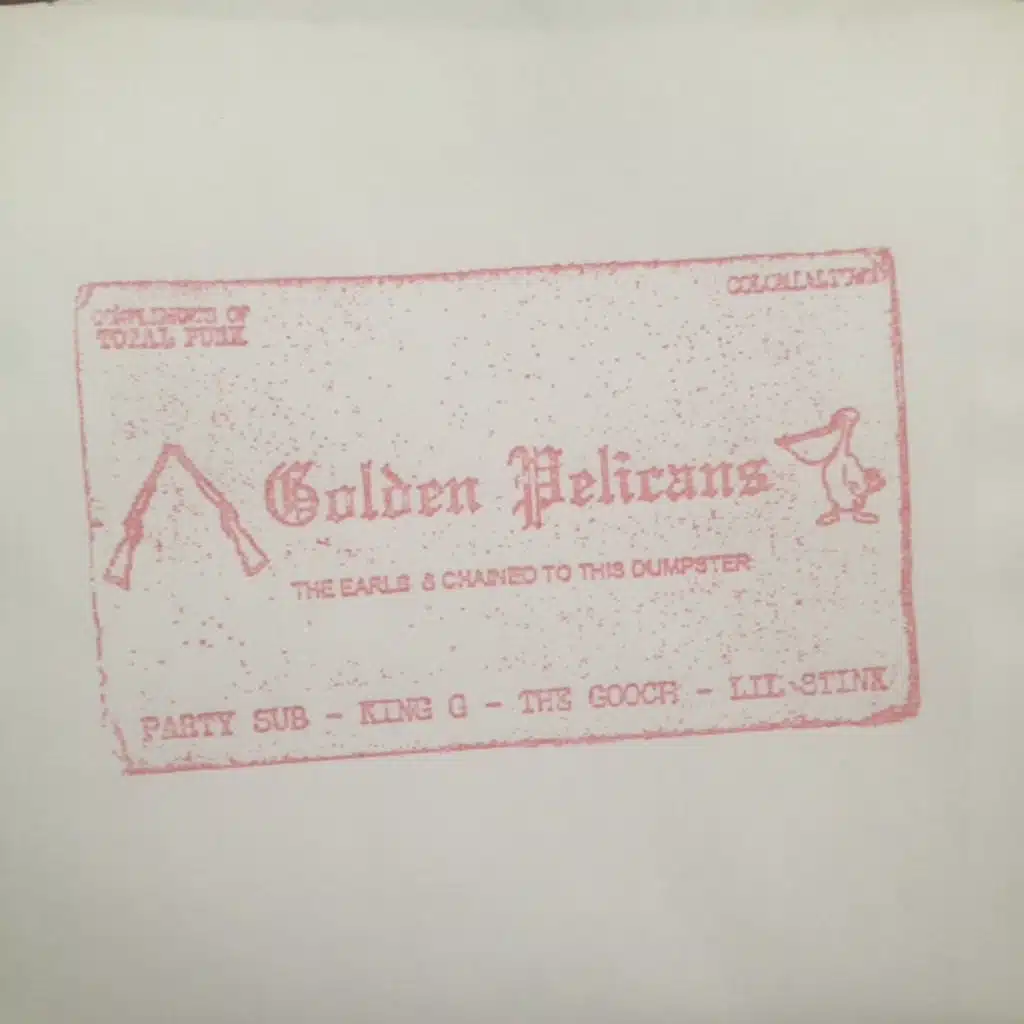 COMPLIMENTS OF
TOTAL PUNK
COLONIALTOWN
Golden Pelicans
THE EARLS & CHAINED TO THIS DUMPSTER
PARTY SUB - KING G - THE GOOCH - LIL STINK